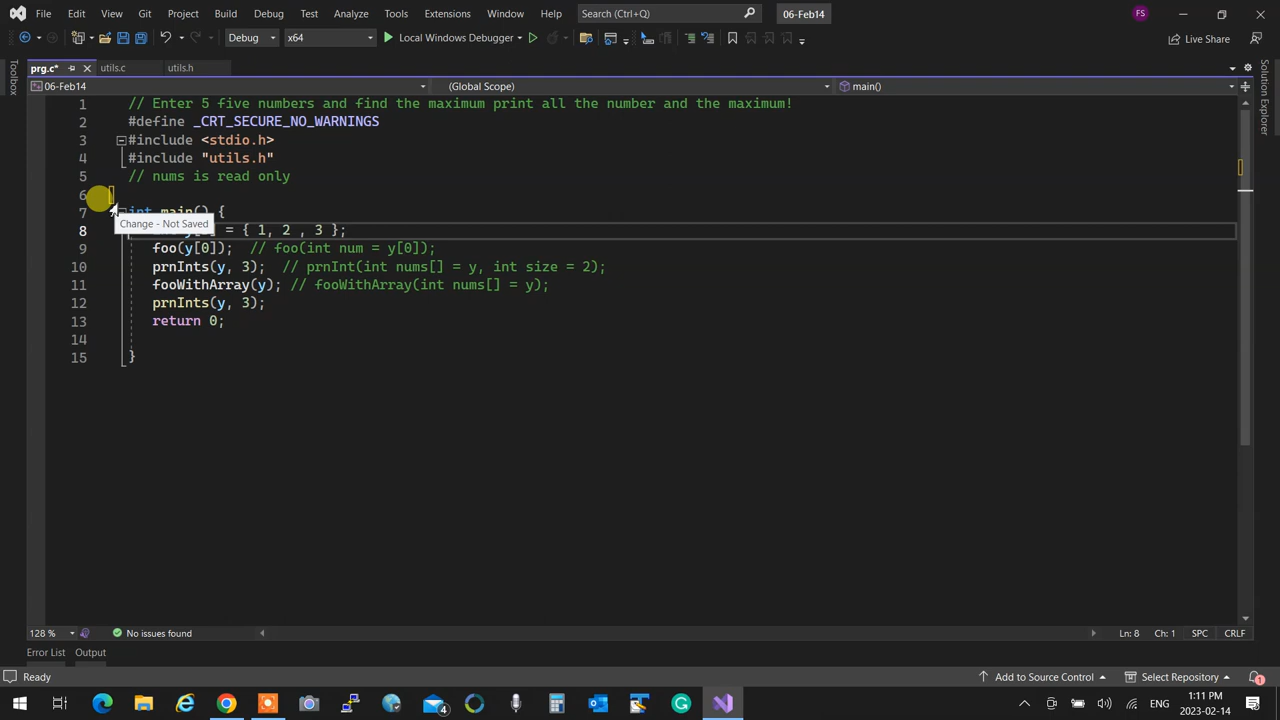 File Edit View Git Project Build Debug Test Analyze Tools Extensions Window Help Search (Ctrl+Q) 06-Feb14 FS
Debug x64 Local Windows Debugger Live Share
prg.c* utils.c utils.h
06-Feb14 (Global Scope) main()
Toolbox
Solution Explorer
1 // Enter 5 five numbers and find the maximum print all the number and the maximum!
2 #define _CRT_SECURE_NO_WARNINGS
3 #include <stdio.h>
4 #include "utils.h"
5 // nums is read only
6
7 int main() {
Change - Not Saved
8 = { 1, 2 , 3 };
9 foo(y[0]); // foo(int num = y[0]);
10 prnInts(y, 3); // prnInt(int nums[] = y, int size = 2);
11 fooWithArray(y); // fooWithArray(int nums[] = y);
12 prnInts(y, 3);
13 return 0;
14
15 }
128 % No issues found Ln: 8 Ch: 1 SPC CRLF
Error List Output
Ready Add to Source Control Select Repository 1
4 ENG 1:11 PM
2023-02-14